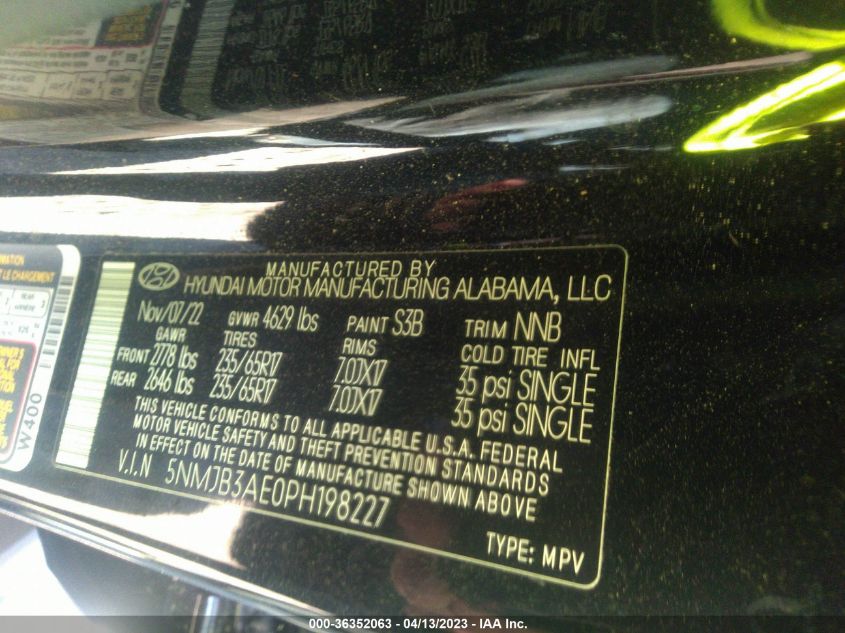 MANUFACTURED BY
HYUNDAI MOTOR MANUFACTURING ALABAMA, LLC
Nov/07/22 GVWR 4629 lbs PAINT S3B TRIM NNB
GAWR TIRES RIMS COLD TIRE INFL
FRONT 2778 lbs 235/65R17 7.0JX17 35 psi SINGLE
REAR 2646 lbs 235/65R17 7.0JX17 35 psi SINGLE
THIS VEHICLE CONFORMS TO ALL APPLICABLE U.S.A. FEDERAL
MOTOR VEHICLE SAFETY AND THEFT PREVENTION STANDARDS
IN EFFECT ON THE DATE OF MANUFACTURE SHOWN ABOVE
V.I.N 5NMJB3AE0PH198227
TYPE: MPV
LE CHARGEMENT
REAR
W400
000-36352063 - 04/13/2023 - IAA Inc.